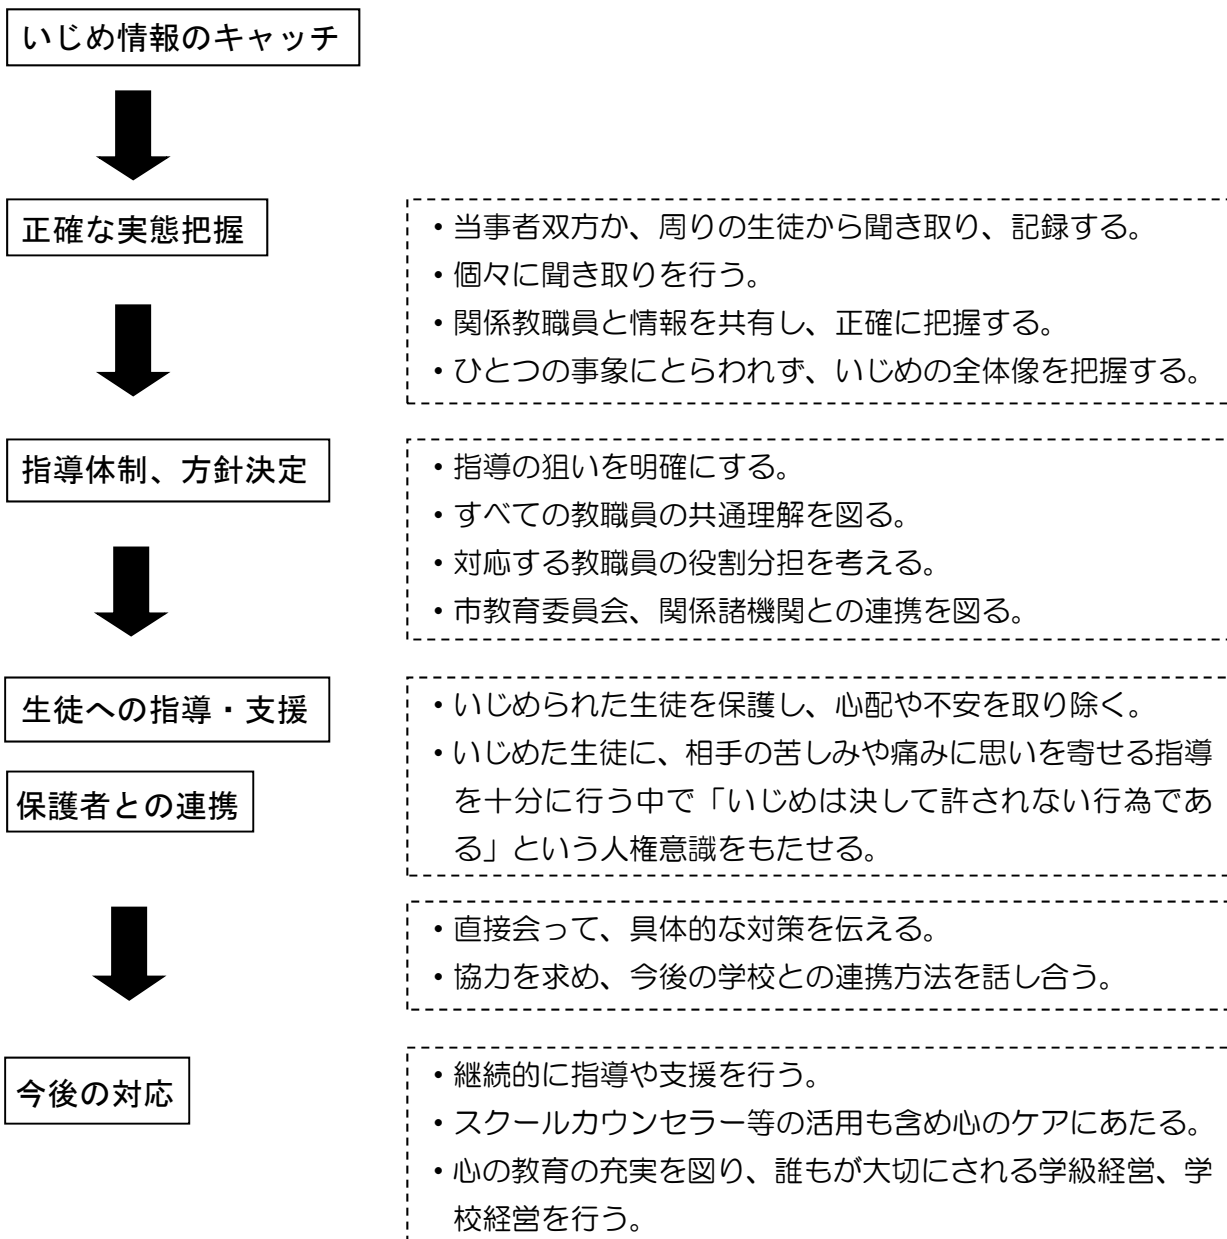 いじめ情報のキャッチ
正確な実態把握
・当事者双方か、周りの生徒から聞き取り、記録する。
・個々に聞き取りを行う。
・関係教職員と情報を共有し、正確に把握する。
・ひとつの事象にとらわれず、いじめの全体像を把握する。
指導体制、方針決定
・指導の狙いを明確にする。
・すべての教職員の共通理解を図る。
・対応する教職員の役割分担を考える。
・市教育委員会、関係諸機関との連携を図る。
生徒への指導・支援
・いじめられた生徒を保護し、心配や不安を取り除く。
・いじめた生徒に、相手の苦しみや痛みに思いを寄せる指導
を十分に行う中で「いじめは決して許されない行為であ
る」という人権意識をもたせる。
保護者との連携
・直接会って、具体的な対策を伝える。
・協力を求め、今後の学校との連携方法を話し合う。
今後の対応
・継続的に指導や支援を行う。
・スクールカウンセラー等の活用も含め心のケアにあたる。
・心の教育の充実を図り、誰もが大切にされる学級経営、学
校経営を行う。